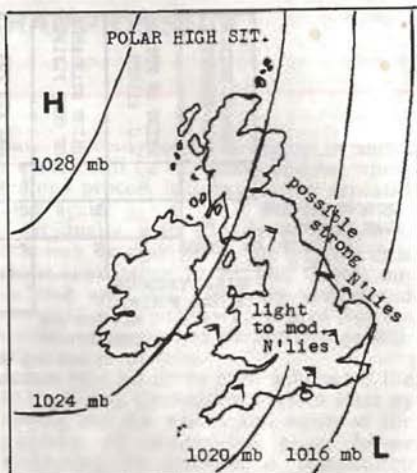 POLAR HIGH SIT.
H
1028 mb
possible
strong
N'lies
light
to mod
N'lies
1024 mb
1020 mb
1016 mb
L